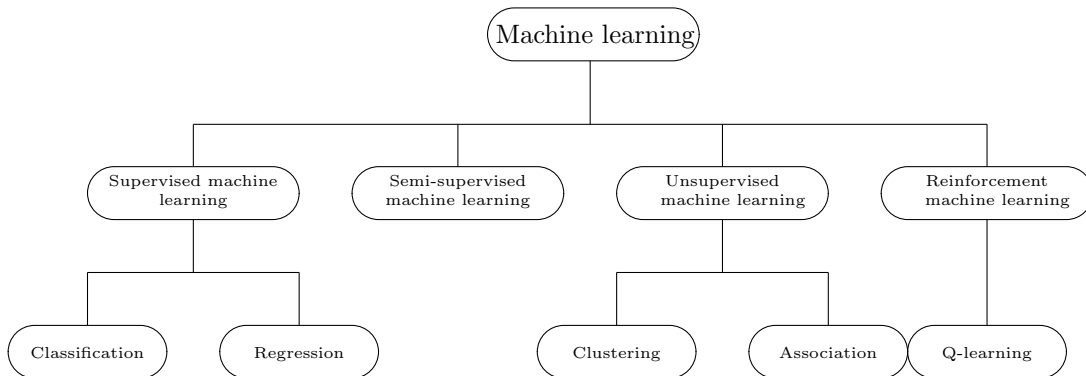 Machine learning
Supervised machine
learning
Semi-supervised
machine learning
Unsupervised
machine learning
Reinforcement
machine learning
Classification
Regression
Clustering
Association
Q-learning